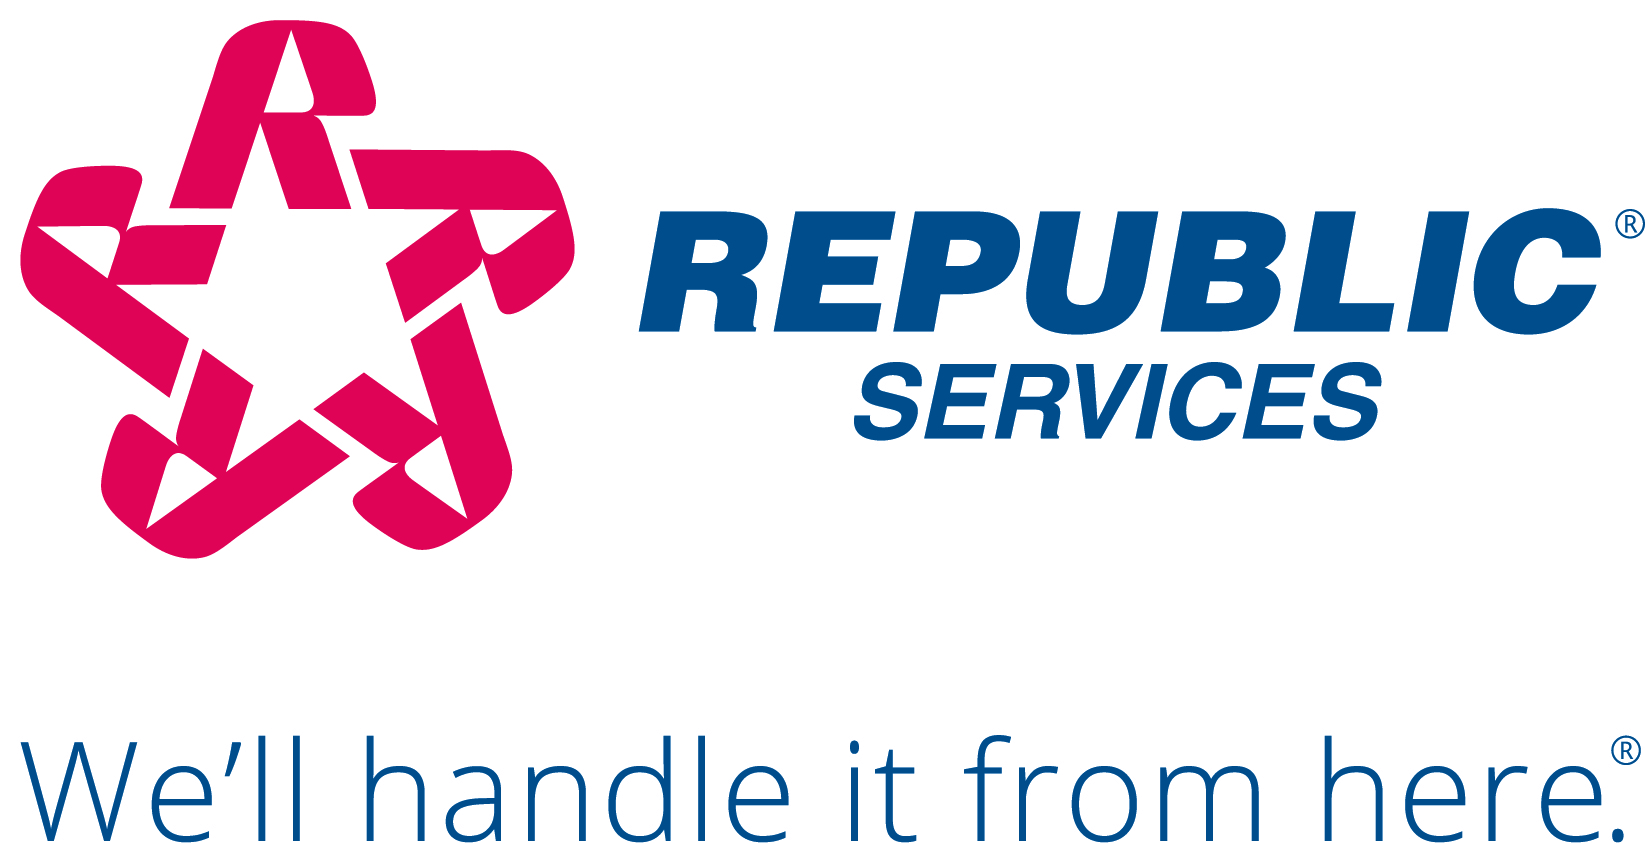 REPUBLIC®
SERVICES
We’ll handle it from here.®